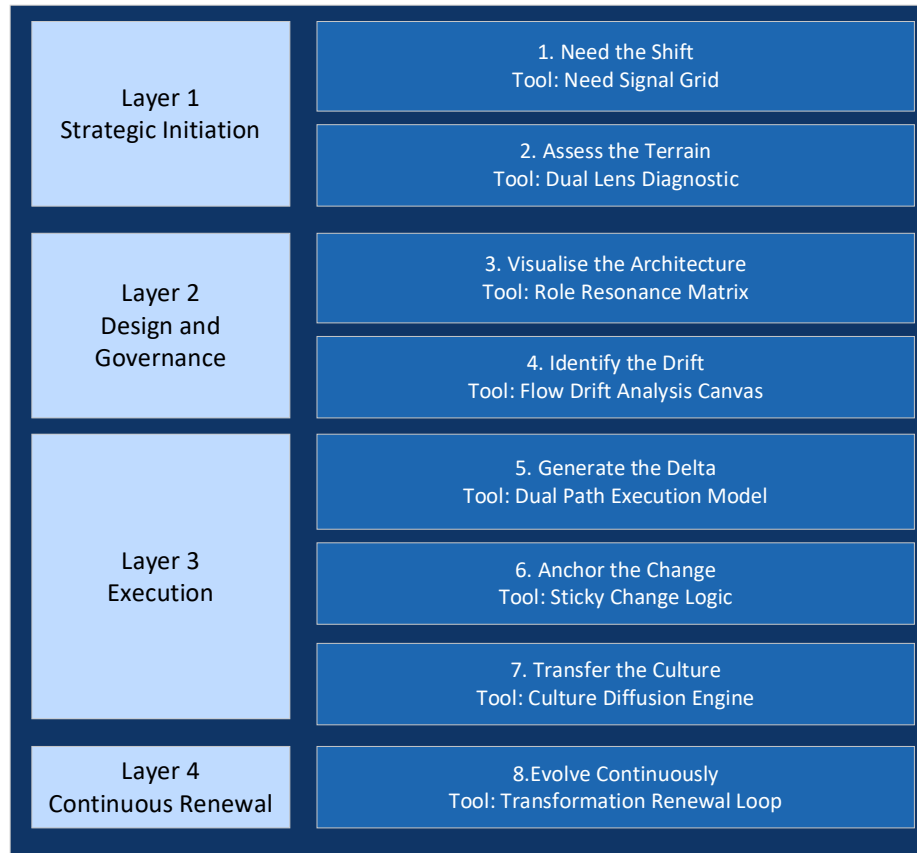 Layer 1
Strategic Initiation
1. Need the Shift
Tool: Need Signal Grid
2. Assess the Terrain
Tool: Dual Lens Diagnostic
Layer 2
Design and
Governance
3. Visualise the Architecture
Tool: Role Resonance Matrix
4. Identify the Drift
Tool: Flow Drift Analysis Canvas
Layer 3
Execution
5. Generate the Delta
Tool: Dual Path Execution Model
6. Anchor the Change
Tool: Sticky Change Logic
7. Transfer the Culture
Tool: Culture Diffusion Engine
Layer 4
Continuous Renewal
8.Evolve Continuously
Tool: Transformation Renewal Loop